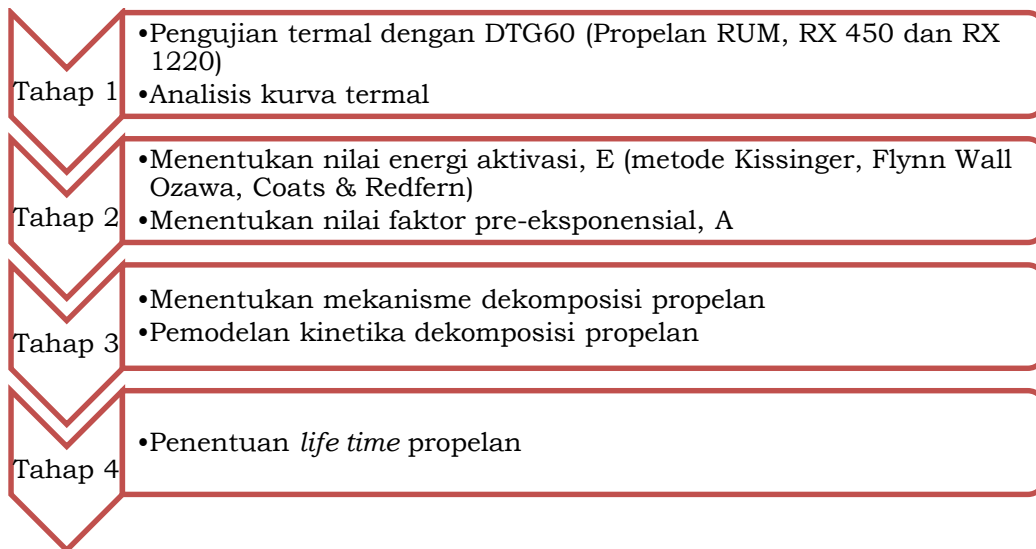 Tahap 1
•Pengujian termal dengan DTG60 (Propelan RUM, RX 450 dan RX
1220)
•Analisis kurva termal
Tahap 2
•Menentukan nilai energi aktivasi, E (metode Kissinger, Flynn Wall
Ozawa, Coats & Redfern)
•Menentukan nilai faktor pre-eksponensial, A
Tahap 3
•Menentukan mekanisme dekomposisi propelan
•Pemodelan kinetika dekomposisi propelan
Tahap 4
•Penentuan life time propelan